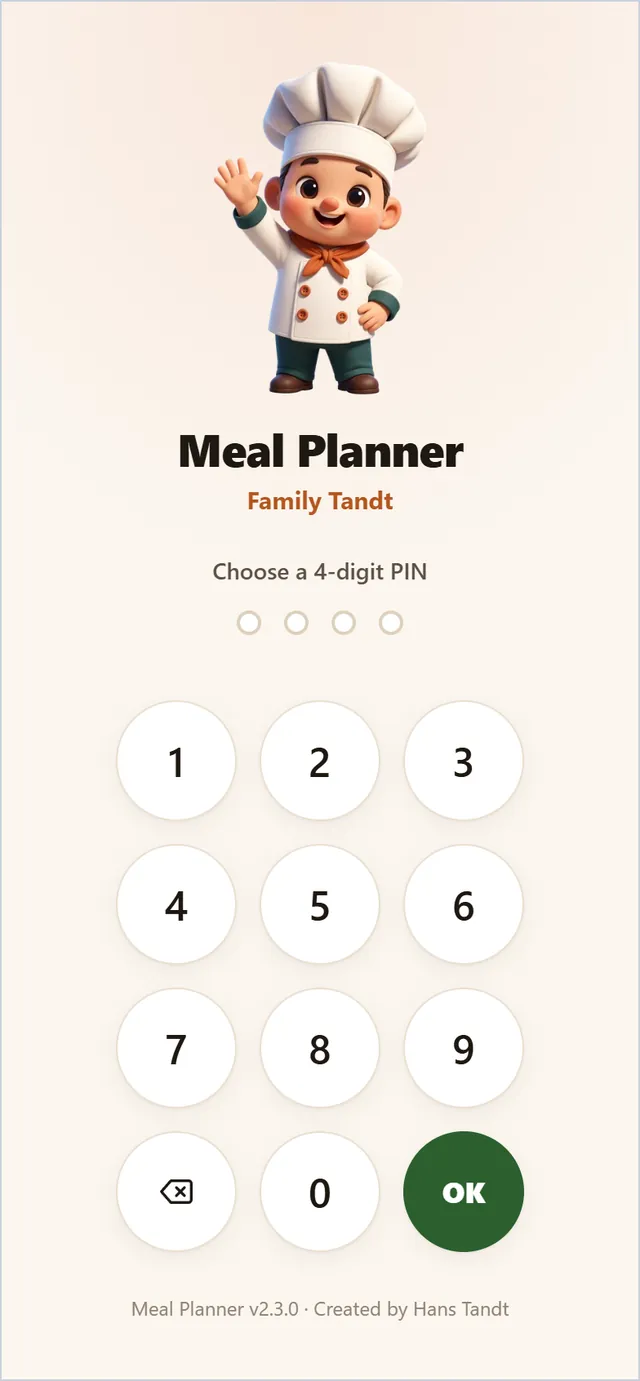 Meal Planner
Family Tandt
Choose a 4-digit PIN
1 2 3
4 5 6
7 8 9
0 OK
Meal Planner v2.3.0 · Created by Hans Tandt